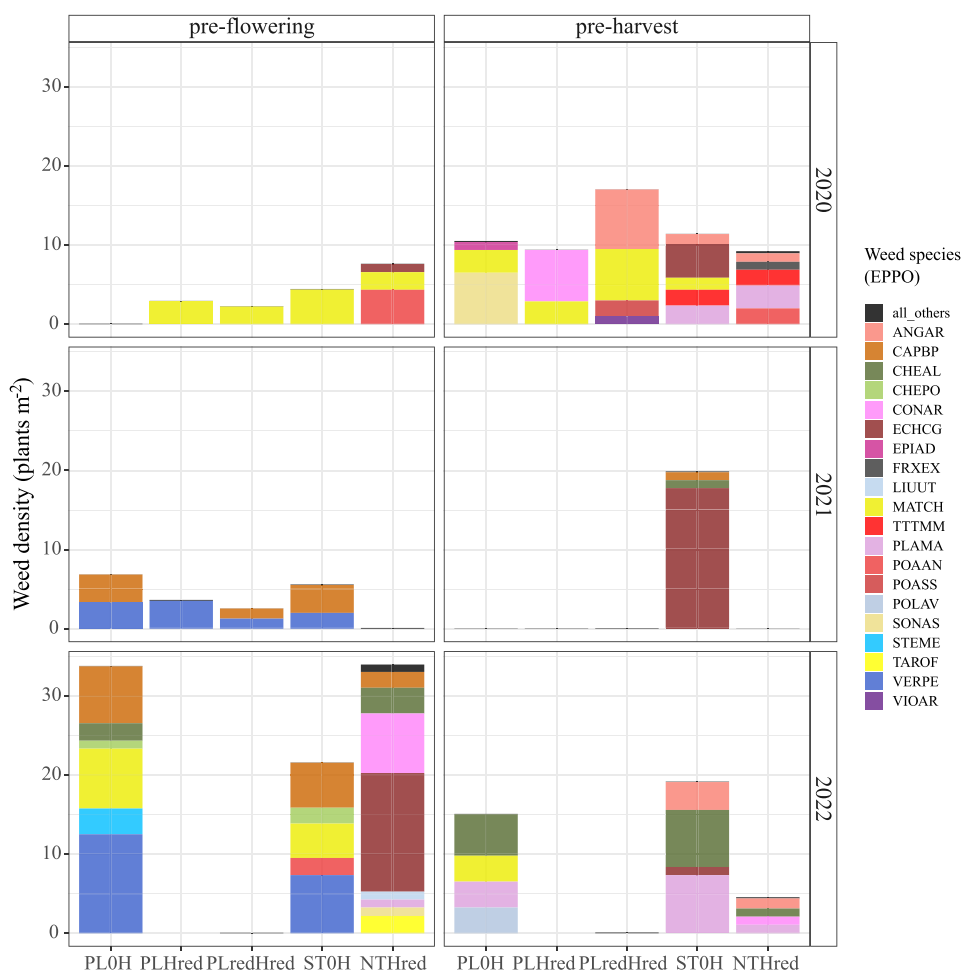 pre-flowering
pre-harvest
Weed density (plants m-2)
30
20
10
0
2020
30
20
10
0
2021
30
20
10
0
2022
PL0H
PLHred
PLredHred
ST0H
NTHred
PL0H
PLHred
PLredHred
ST0H
NTHred
Weed species
(EPPO)
all_others
ANGAR
CAPBP
CHEAL
CHEPO
CONAR
ECHCG
EPIAD
FRXEX
LIUUT
MATCH
TTTMM
PLAMA
POAAN
POASS
POLAV
SONAS
STEME
TAROF
VERPE
VIOAR